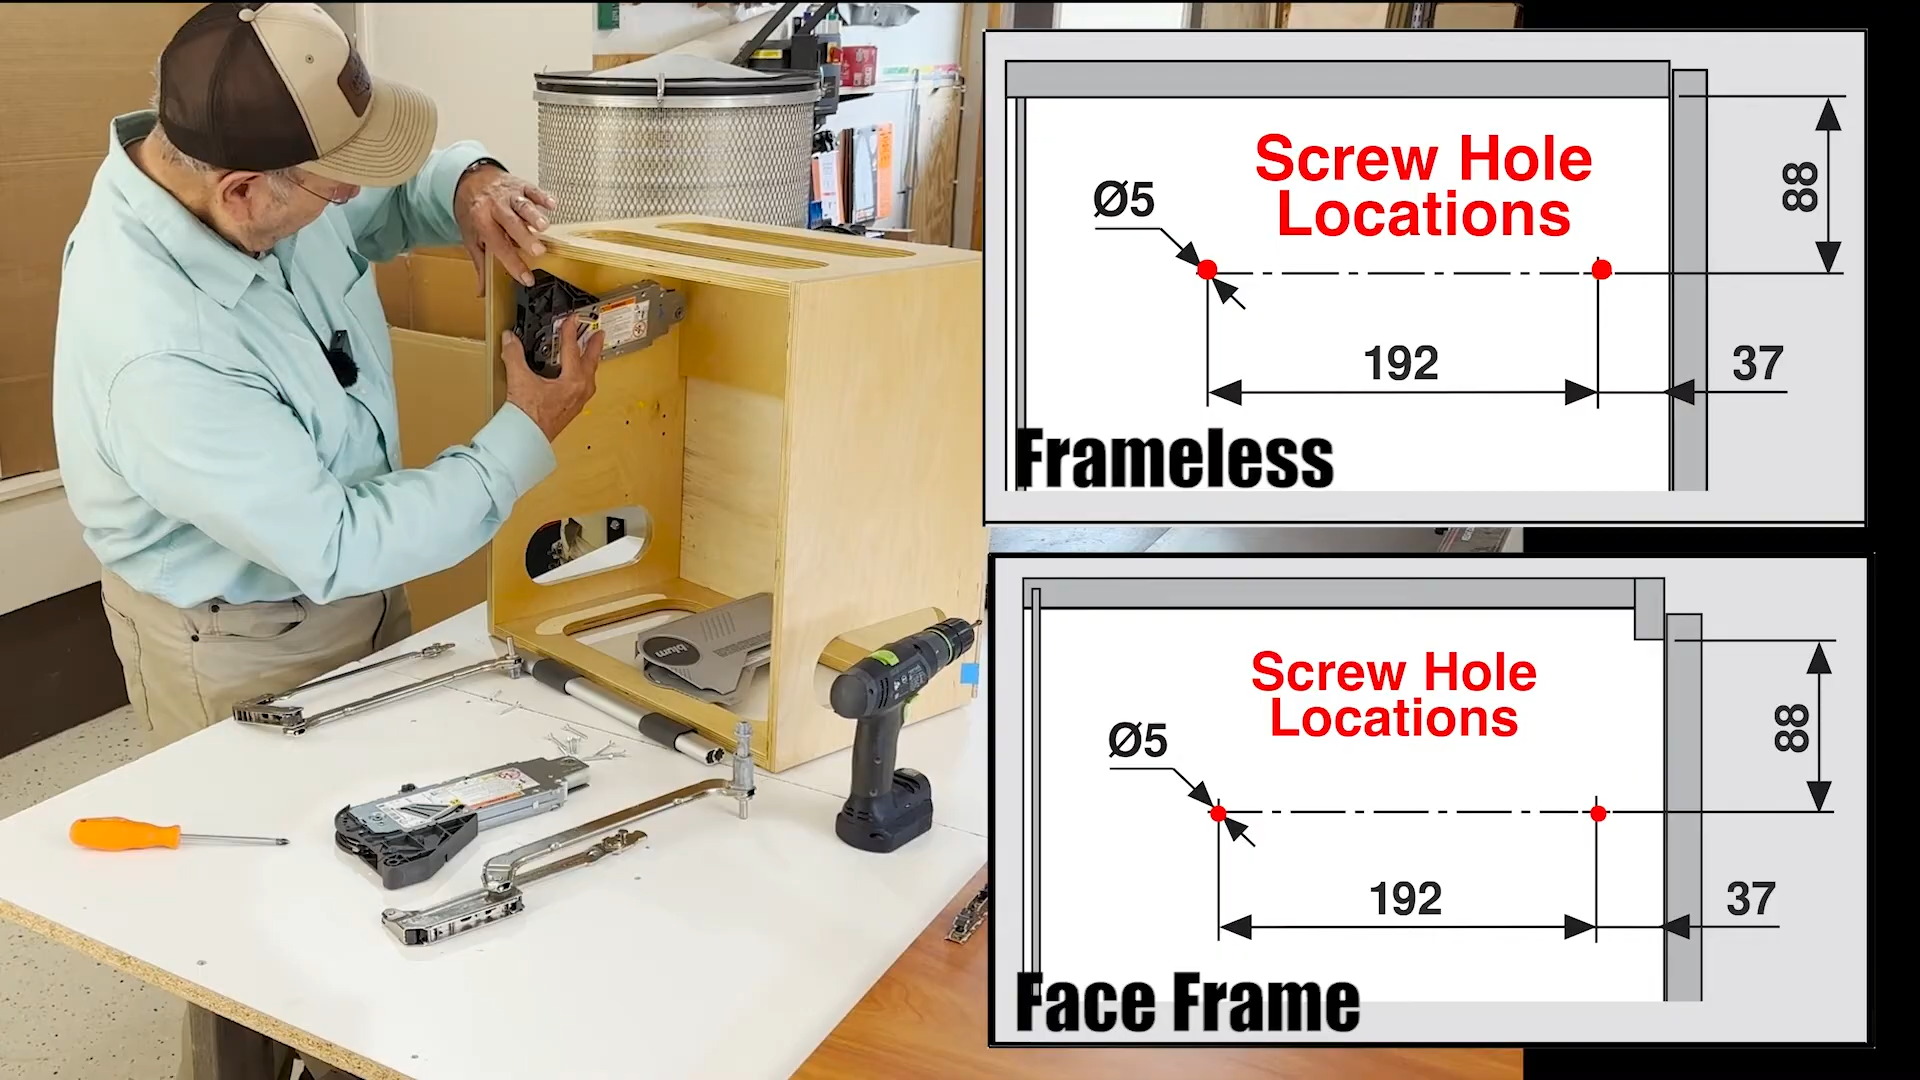 Screw Hole
Locations
Ø5
88
192
37
Frameless
Screw Hole
Locations
Ø5
88
192
37
Face Frame
blum